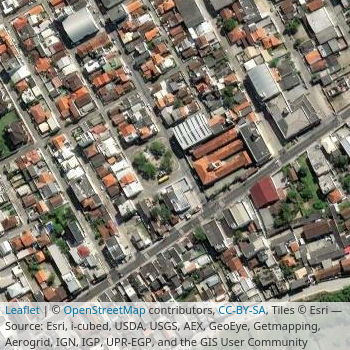 Leaflet | © OpenStreetMap contributors, CC-BY-SA, Tiles © Esri —
Source: Esri, i-cubed, USDA, USGS, AEX, GeoEye, Getmapping,
Aerogrid, IGN, IGP, UPR-EGP, and the GIS User Community